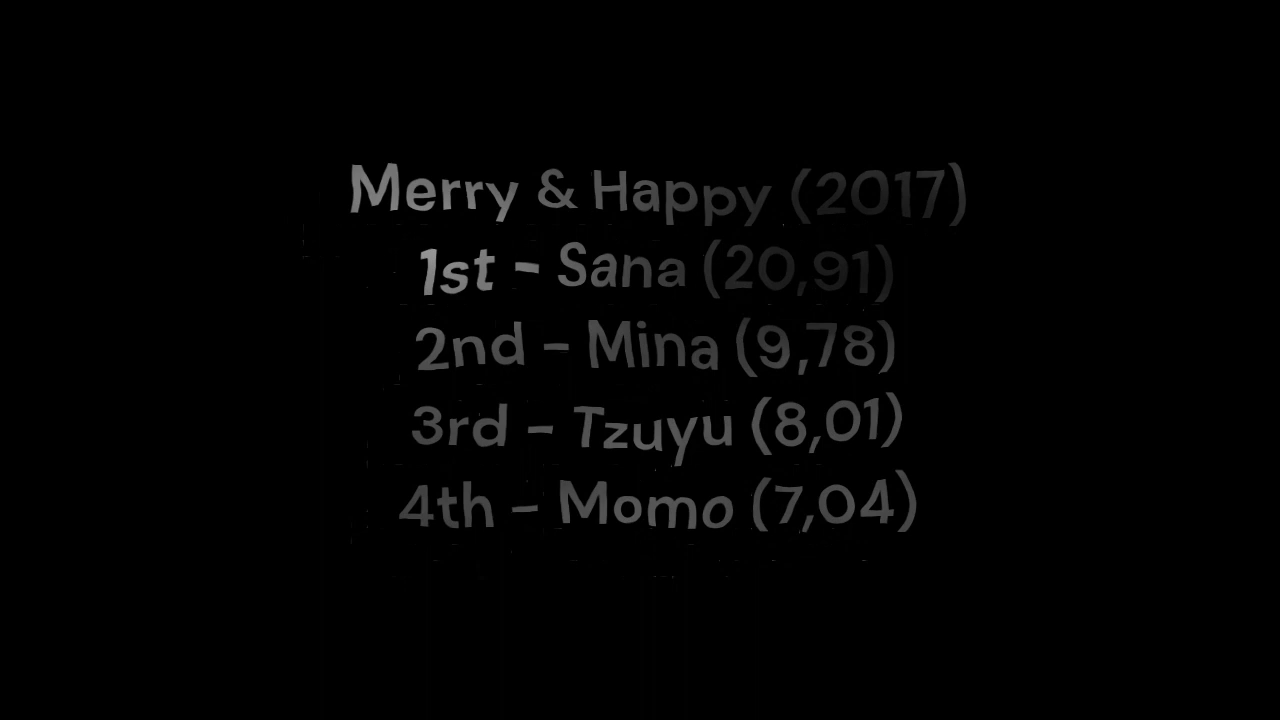 Merry & Happy (2017)
1st - Sana (20,91)
2nd - Mina (9,78)
3rd - Tzuyu (8,01)
4th - Momo (7,04)